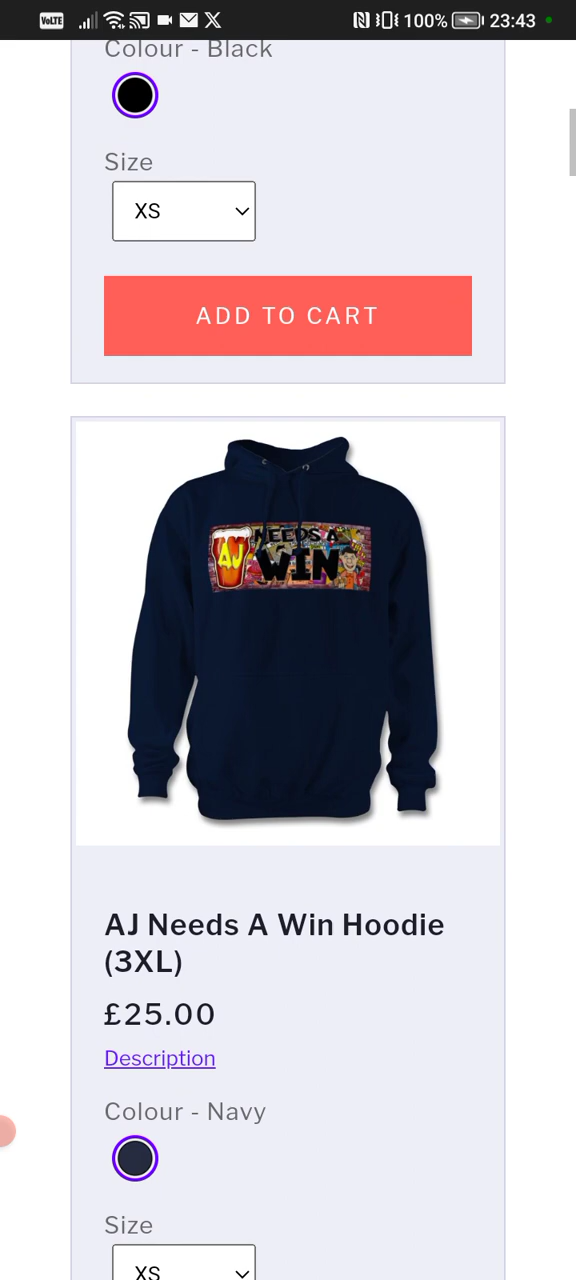 VoLTE 100% 23:43
Colour - Black
Size
XS
ADD TO CART
AJ
NEEDS A
WIN
AJ Needs A Win Hoodie
(3XL)
£25.00
Description
Colour - Navy
Size
XS